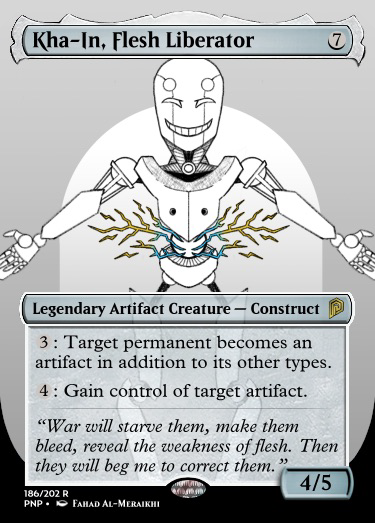 Kha-In, Flesh Liberator 7
Legendary Artifact Creature — Construct
3 : Target permanent becomes an
artifact in addition to its other types.
4 : Gain control of target artifact.
“War will starve them, make them
bleed, reveal the weakness of flesh. Then
they will beg me to correct them.”
4/5
186/202 R
PNP • Fahad Al-Meraikhi